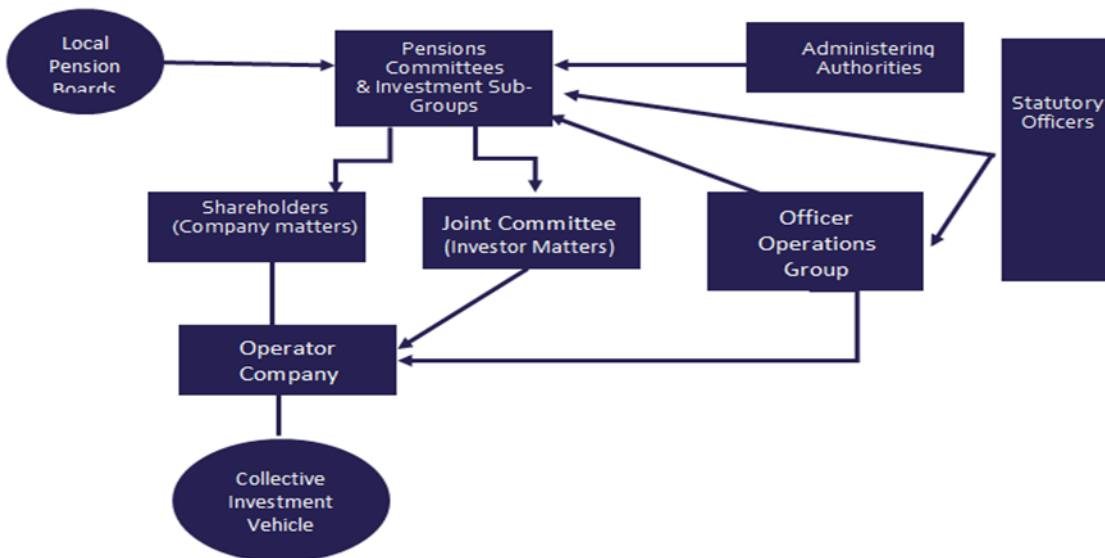 Local
Pension
Boards
Pensions
Committees
& Investment Sub-
Groups
Administering
Authorities
Statutory
Officers
Shareholders
(Company matters)
Joint Committee
(Investor Matters)
Officer
Operations
Group
Operator
Company
Collective
Investment
Vehicle